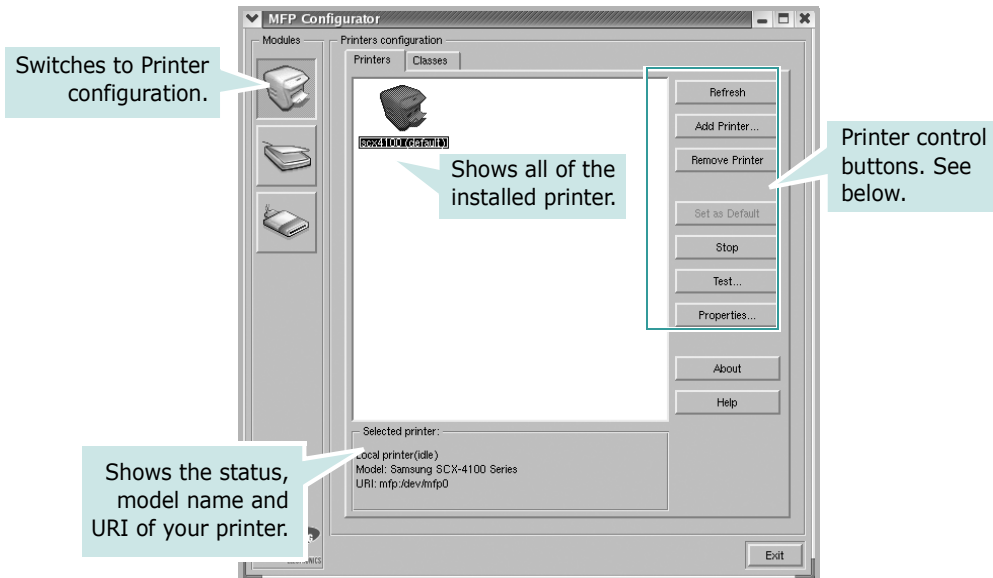 MFP Configurator
Modules
Printers configuration
Printers
Classes
Switches to Printer
configuration.
Refresh
Add Printer...
Remove Printer
Set as Default
Stop
Test...
Properties...
About
Help
scx4100 (default)
Shows all of the
installed printer.
Printer control
buttons. See
below.
Selected printer:
Local printer(idle)
Model: Samsung SCX-4100 Series
URI: mfp:/dev/mfp0
Shows the status,
model name and
URI of your printer.
Exit